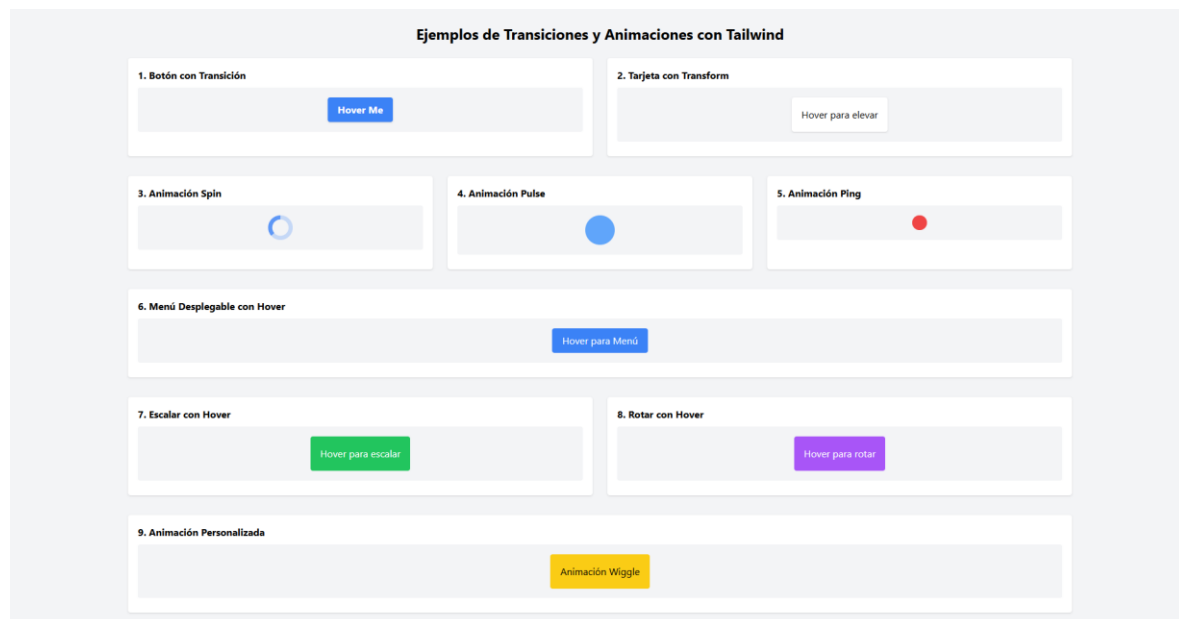 Ejemplos de Transiciones y Animaciones con Tailwind
1. Botón con Transición
Hover Me
2. Tarjeta con Transform
Hover para elevar
3. Animación Spin
4. Animación Pulse
5. Animación Ping
6. Menú Desplegable con Hover
Hover para Menú
7. Escalar con Hover
Hover para escalar
8. Rotar con Hover
Hover para rotar
9. Animación Personalizada
Animación Wiggle